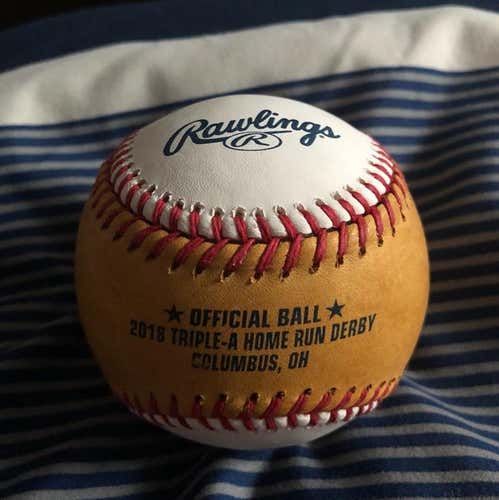 Rawlings
R
★ OFFICIAL BALL ★
2018 TRIPLE-A HOME RUN DERBY
COLUMBUS, OH